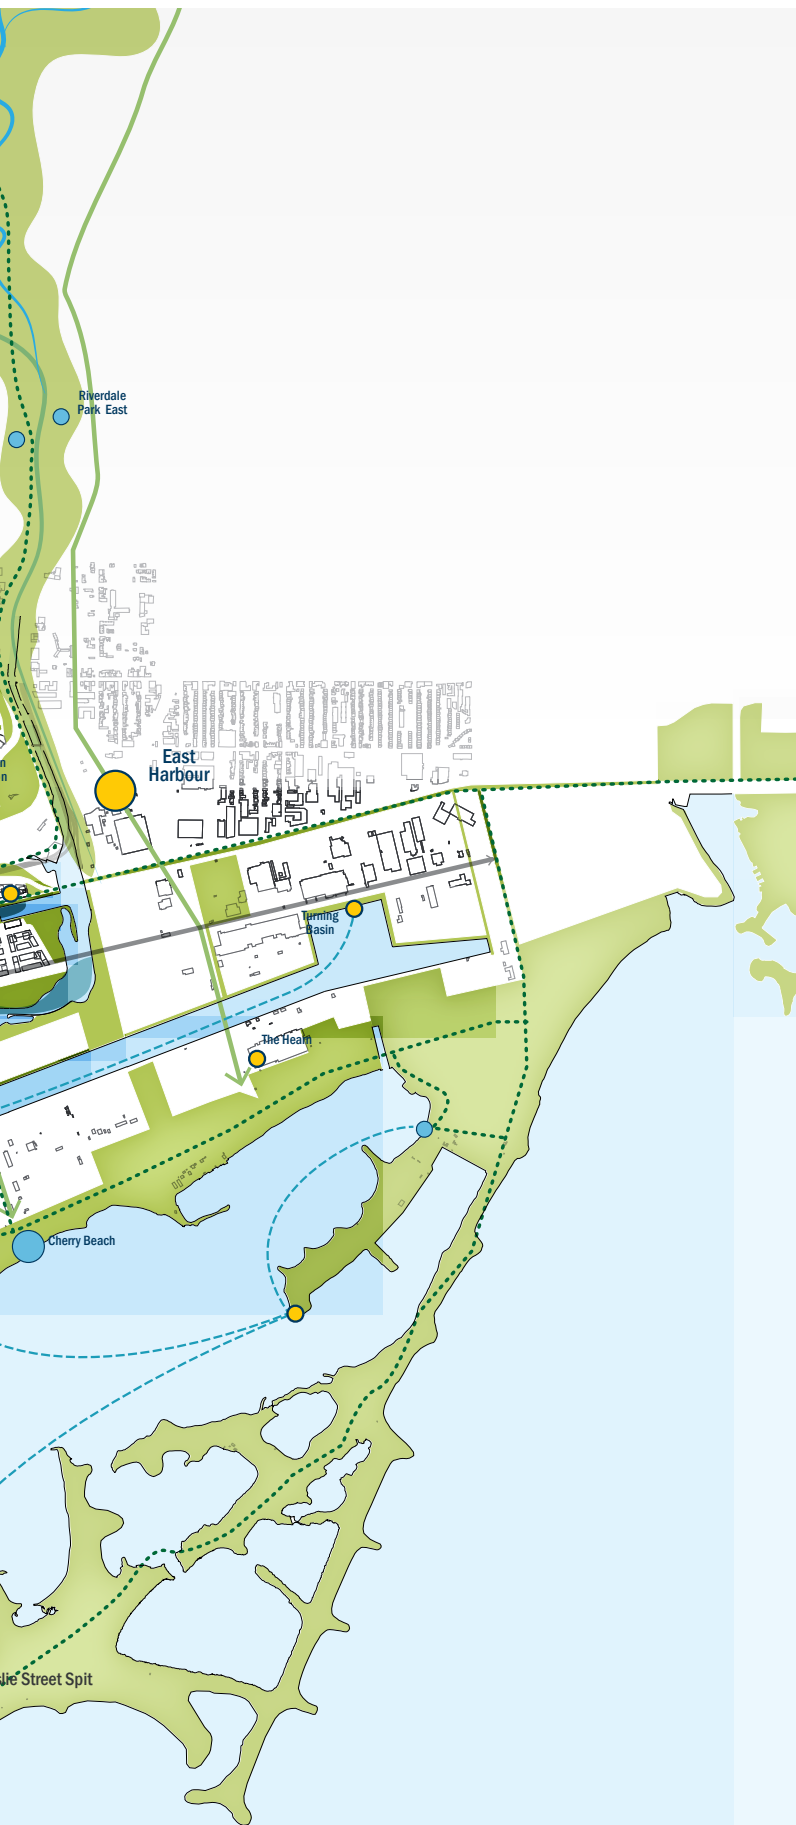 Riverdale
Park East
East
Harbour
n
n
Turning
Basin
The Hearn
Cherry Beach
lie Street Spit